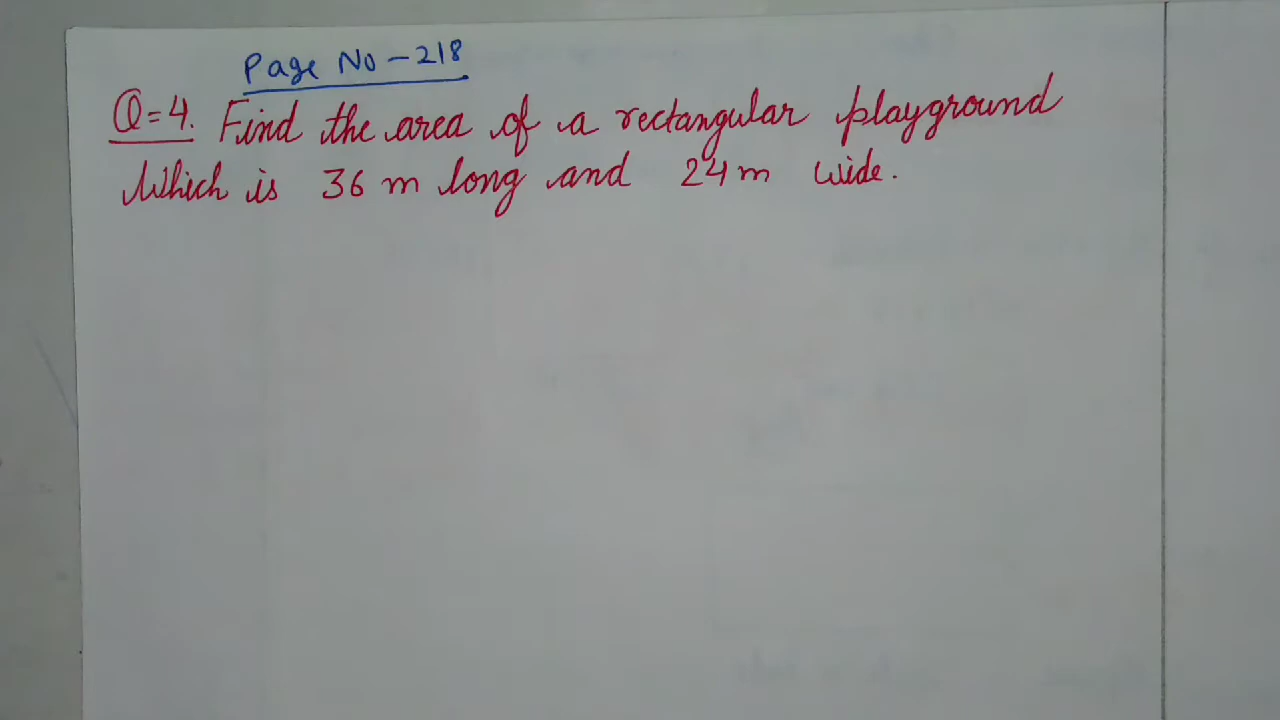 Page No - 218
Q=4. Find the area of a rectangular playground
Which is 36 m long and 24 m wide.